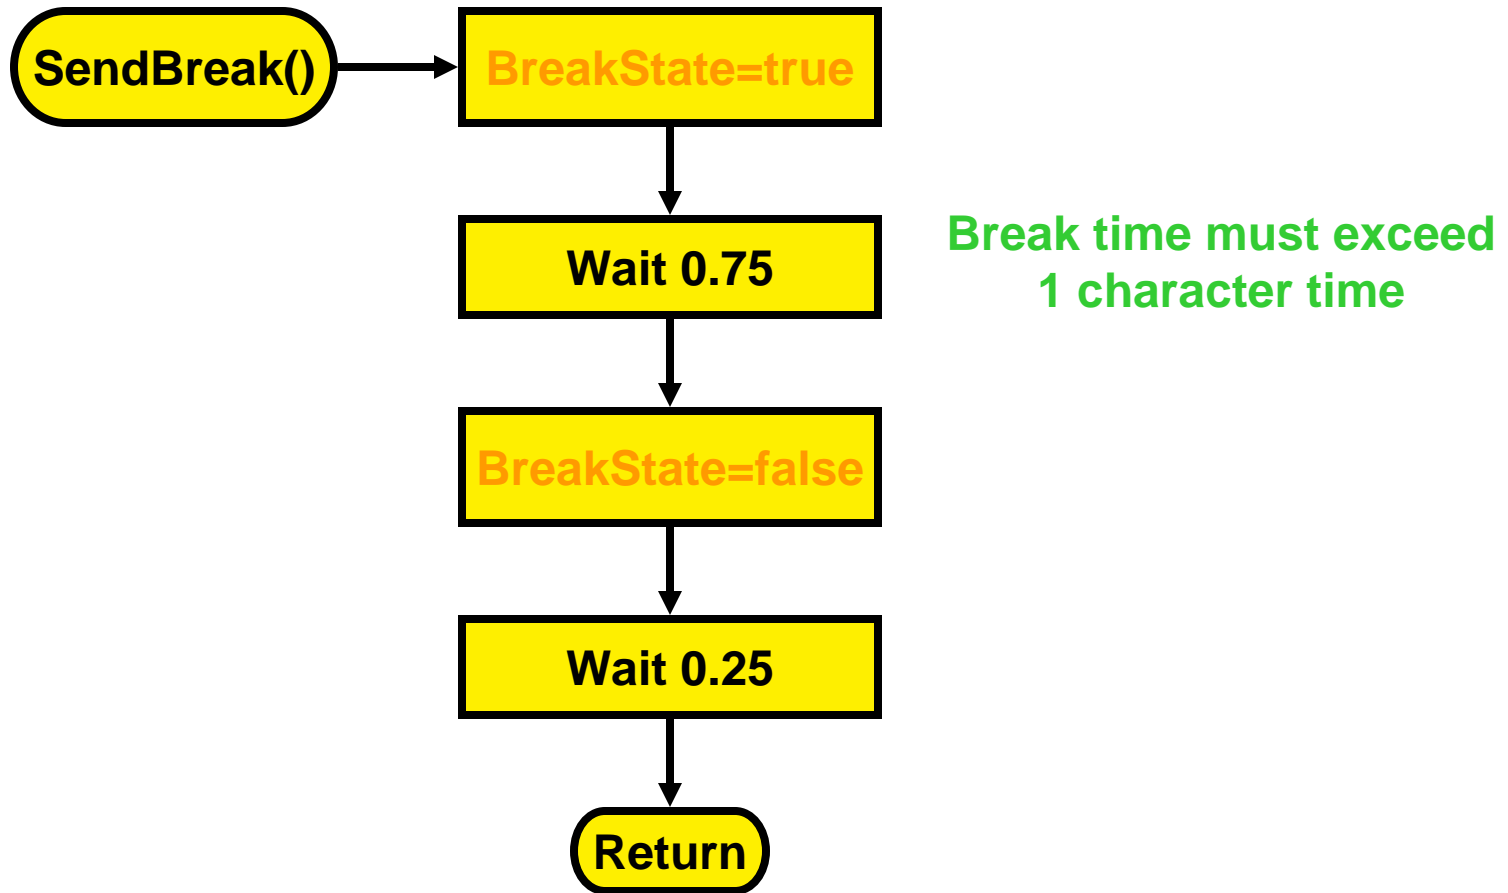 SendBreak()
BreakState=true
Wait 0.75
Break time must exceed
1 character time
BreakState=false
Wait 0.25
Return